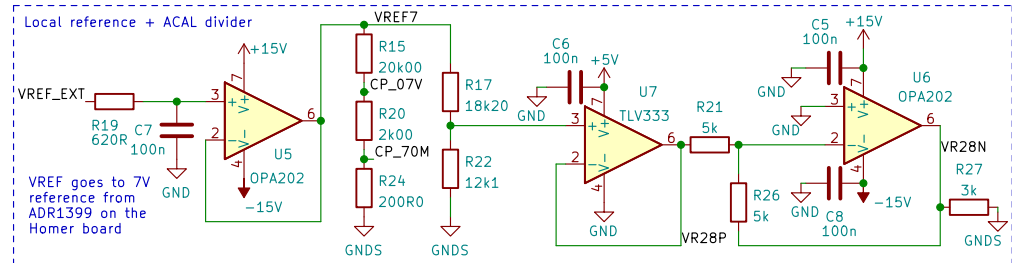 Local reference + ACAL divider
VREF_EXT
R19
620R
C7
100n
GND
VREF goes to 7V
reference from
ADR1399 on the
Homer board
+15V
7
3
+
V+
2
-
V-
4
6
U5
OPA202
-15V
VREF7
R15
20k00
CP_07V
R20
2k00
CP_70M
R24
200R0
GNDS
R17
18k20
R22
12k1
GNDS
C6
100n
GND
+5V
7
U7
TLV333
3
+
V+
2
-
V-
4
6
GND
R21
5k
VR28P
R26
5k
C5
100n
GND
+15V
7
U6
OPA202
3
+
V+
GND
2
-
V-
4
6
GND
C8
100n
-15V
VR28N
R27
3k
GNDS